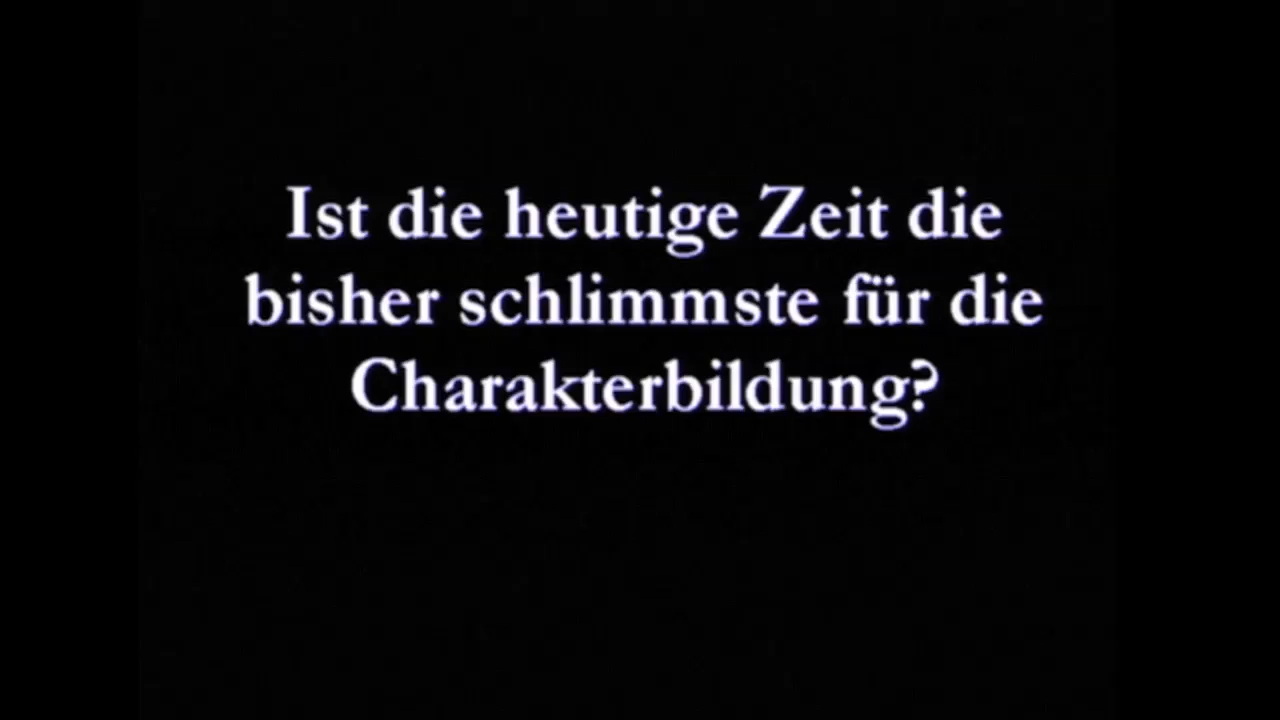 Ist die heutige Zeit die
bisher schlimmste für die
Charakterbildung?